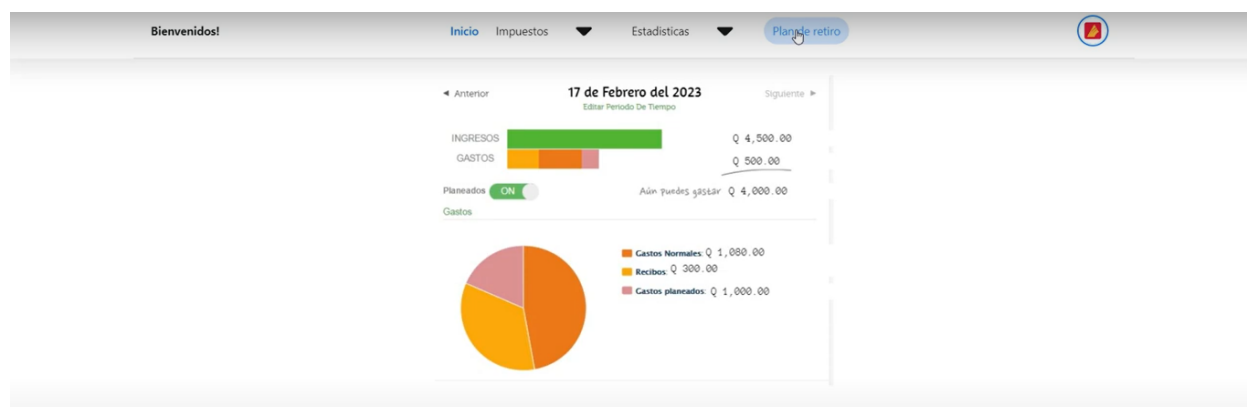 Bienvenidos! Inicio Impuestos Estadisticas Plan de retiro
Anterior 17 de Febrero del 2023 Siguiente
Editar Periodo De Tiempo
INGRESOS Q 4,500.00
GASTOS Q 500.00
Planeados ON Aún puedes gastar Q 4,000.00
Gastos
Gastos Normales: Q 1,080.00
Recibos: Q 300.00
Gastos planeados: Q 1,000.00